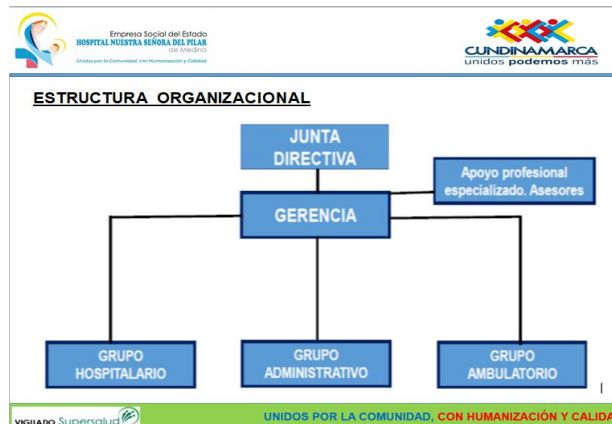 Empresa Social del Estado
HOSPITAL NUESTRA SEÑORA DEL PILAR
de Medina
Unidos por la Comunidad, con Humanización y Calidad
CUNDINAMARCA
unidos podemos más
ESTRUCTURA ORGANIZACIONAL
JUNTA
DIRECTIVA
Apoyo profesional
especializado. Asesores
GERENCIA
GRUPO
HOSPITALARIO
GRUPO
ADMINISTRATIVO
GRUPO
AMBULATORIO
VIGILADO Supersalud
UNIDOS POR LA COMUNIDAD, CON HUMANIZACIÓN Y CALIDA